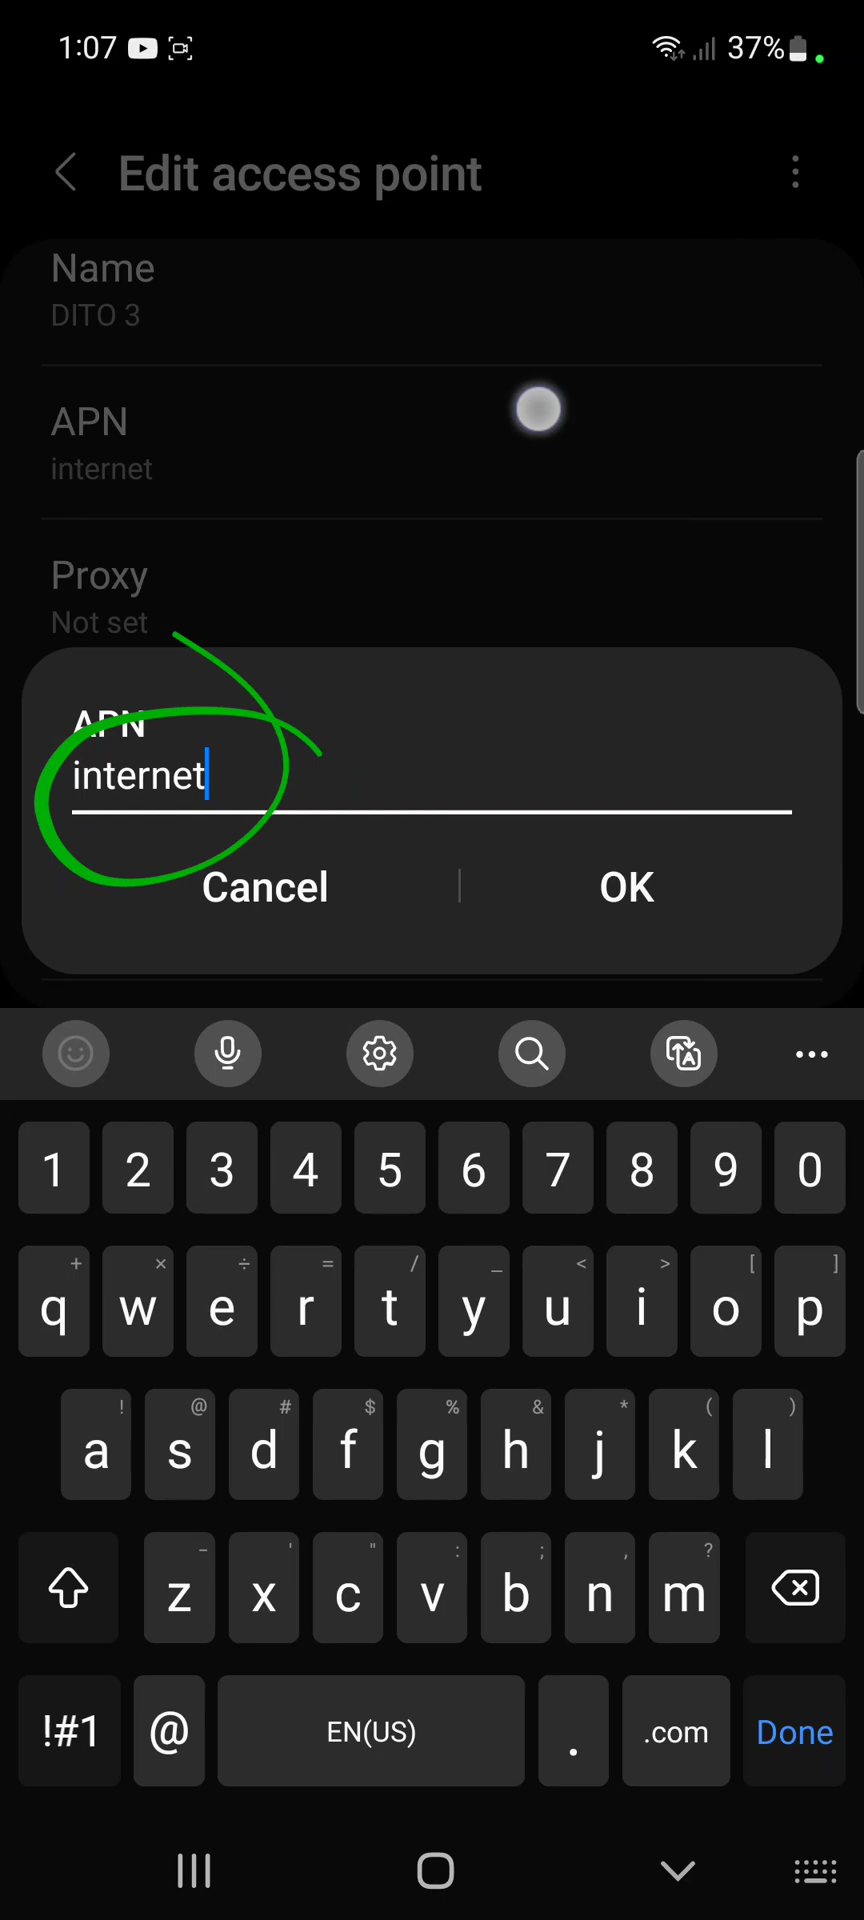 1:07
37%
Edit access point
Name
DITO 3
APN
internet
Proxy
Not set
APN
internet
Cancel
OK
1 2 3 4 5 6 7 8 9 0
+ × ÷ = / _ < > [ ]
q w e r t y u i o p
! @ # $ % & * ( )
a s d f g h j k l
- ' " : ; , ?
z x c v b n m
!#1 @ EN(US) . .com Done